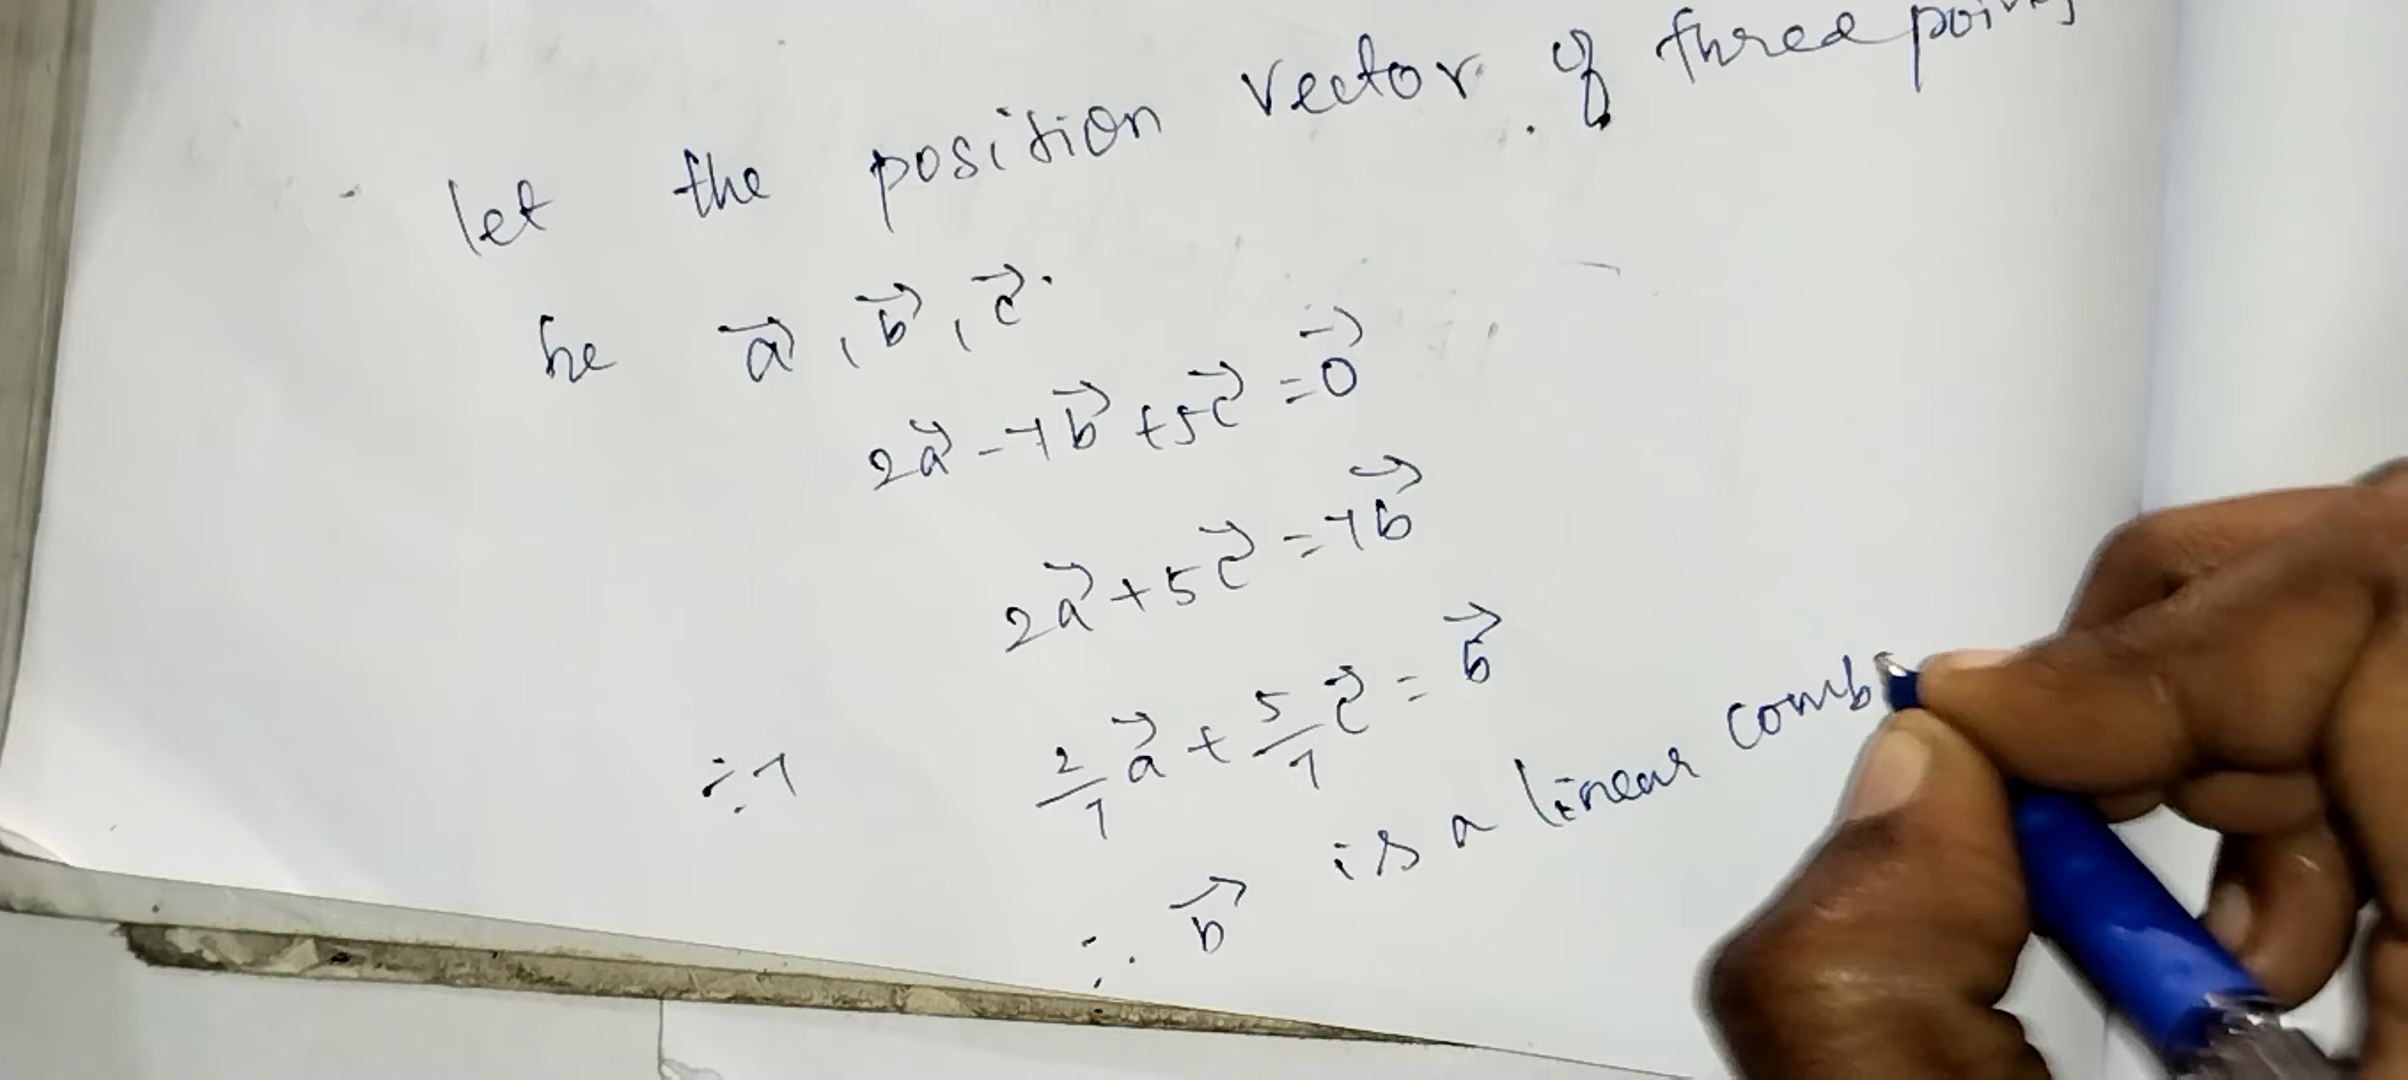 let the position vector of three points
be a⃗, b⃗, c⃗.
2a⃗ - 7b⃗ + 5c⃗ = 0⃗
2a⃗ + 5c⃗ = 7b⃗
÷7 2/7 a⃗ + 5/7 c⃗ = b⃗
∴ b⃗ is a linear comb